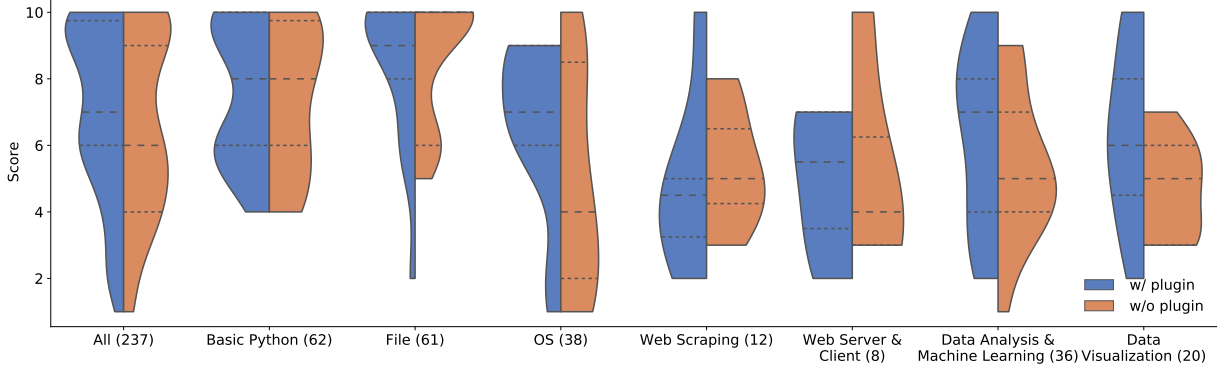 10
8
6
4
2
Score
w/ plugin
w/o plugin
All (237)
Basic Python (62)
File (61)
OS (38)
Web Scraping (12)
Web Server &
Client (8)
Data Analysis &
Machine Learning (36)
Data
Visualization (20)